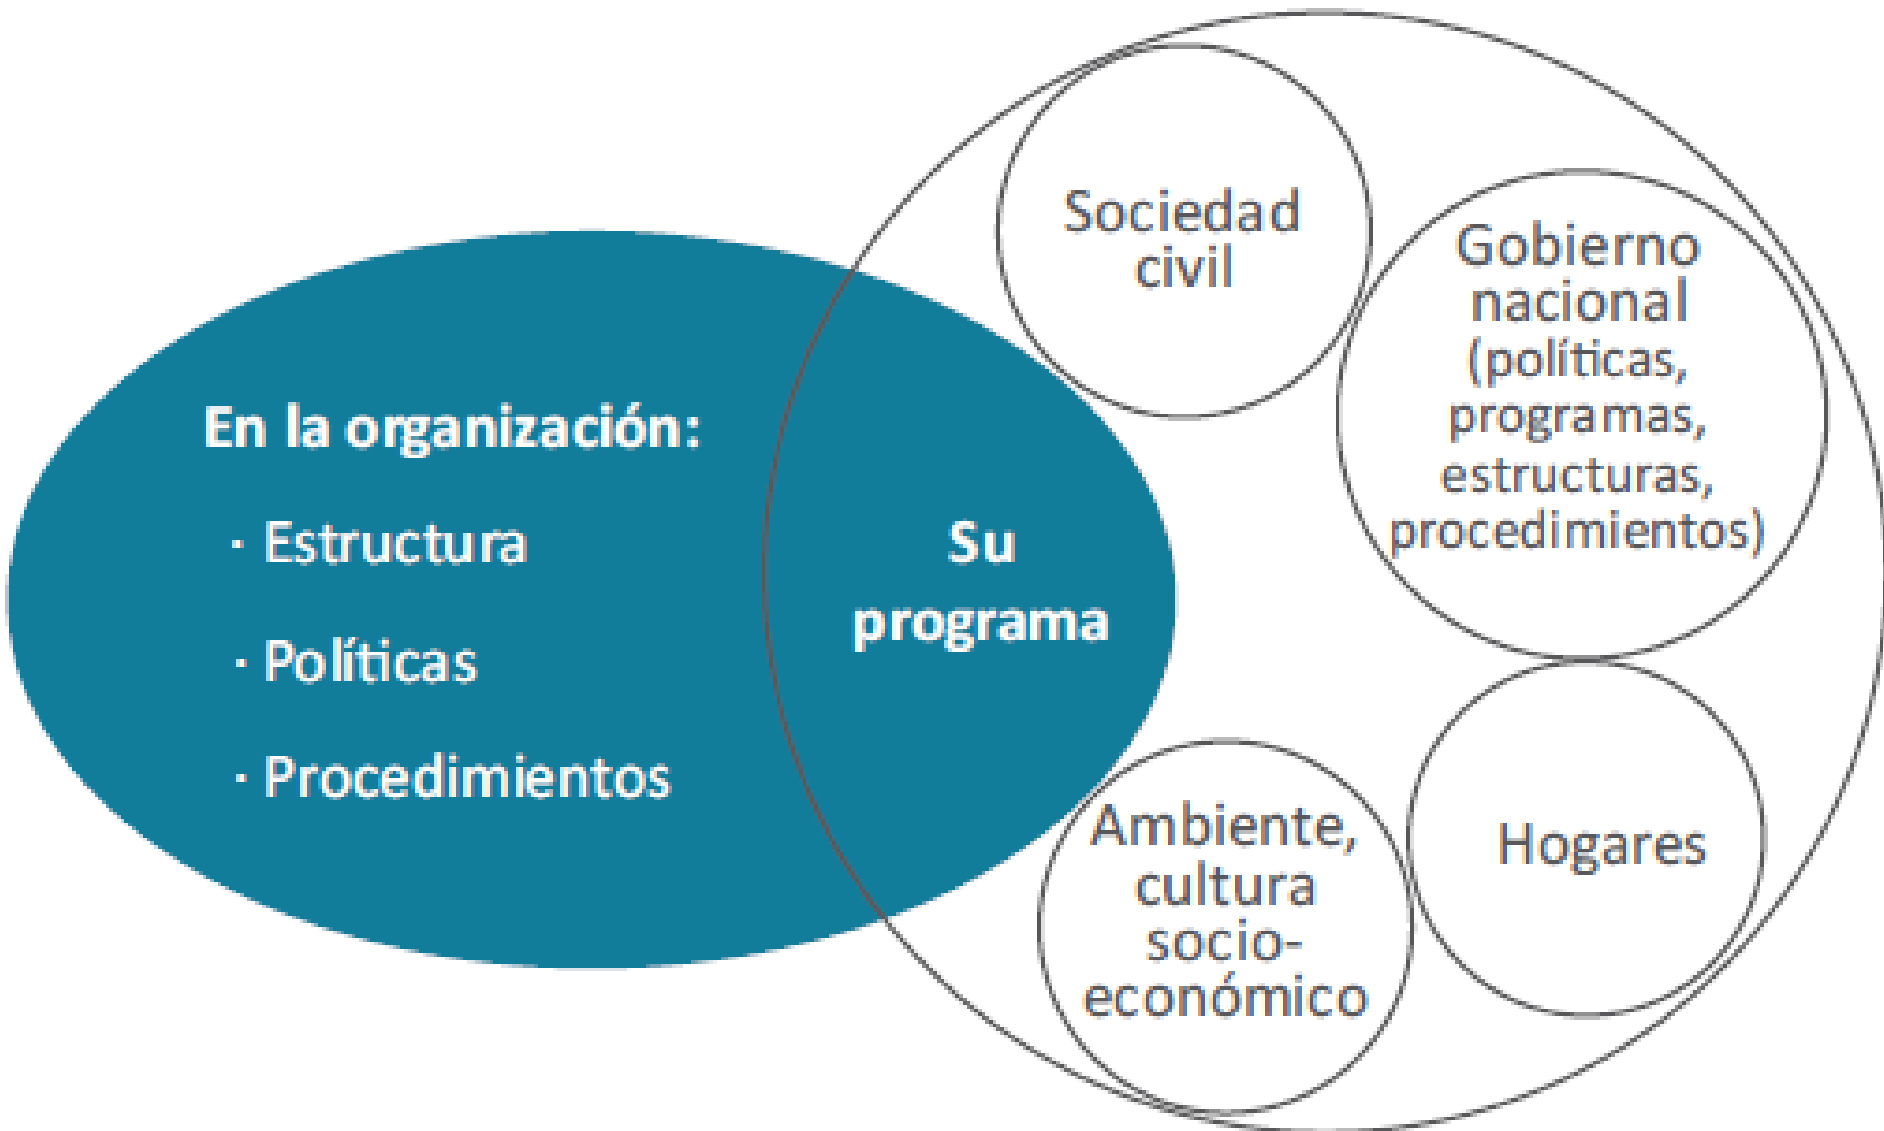 En la organización:
· Estructura
· Políticas
· Procedimientos
Su
programa
Sociedad
civil
Gobierno
nacional
(políticas,
programas,
estructuras,
procedimientos)
Ambiente,
cultura
socio-
económico
Hogares